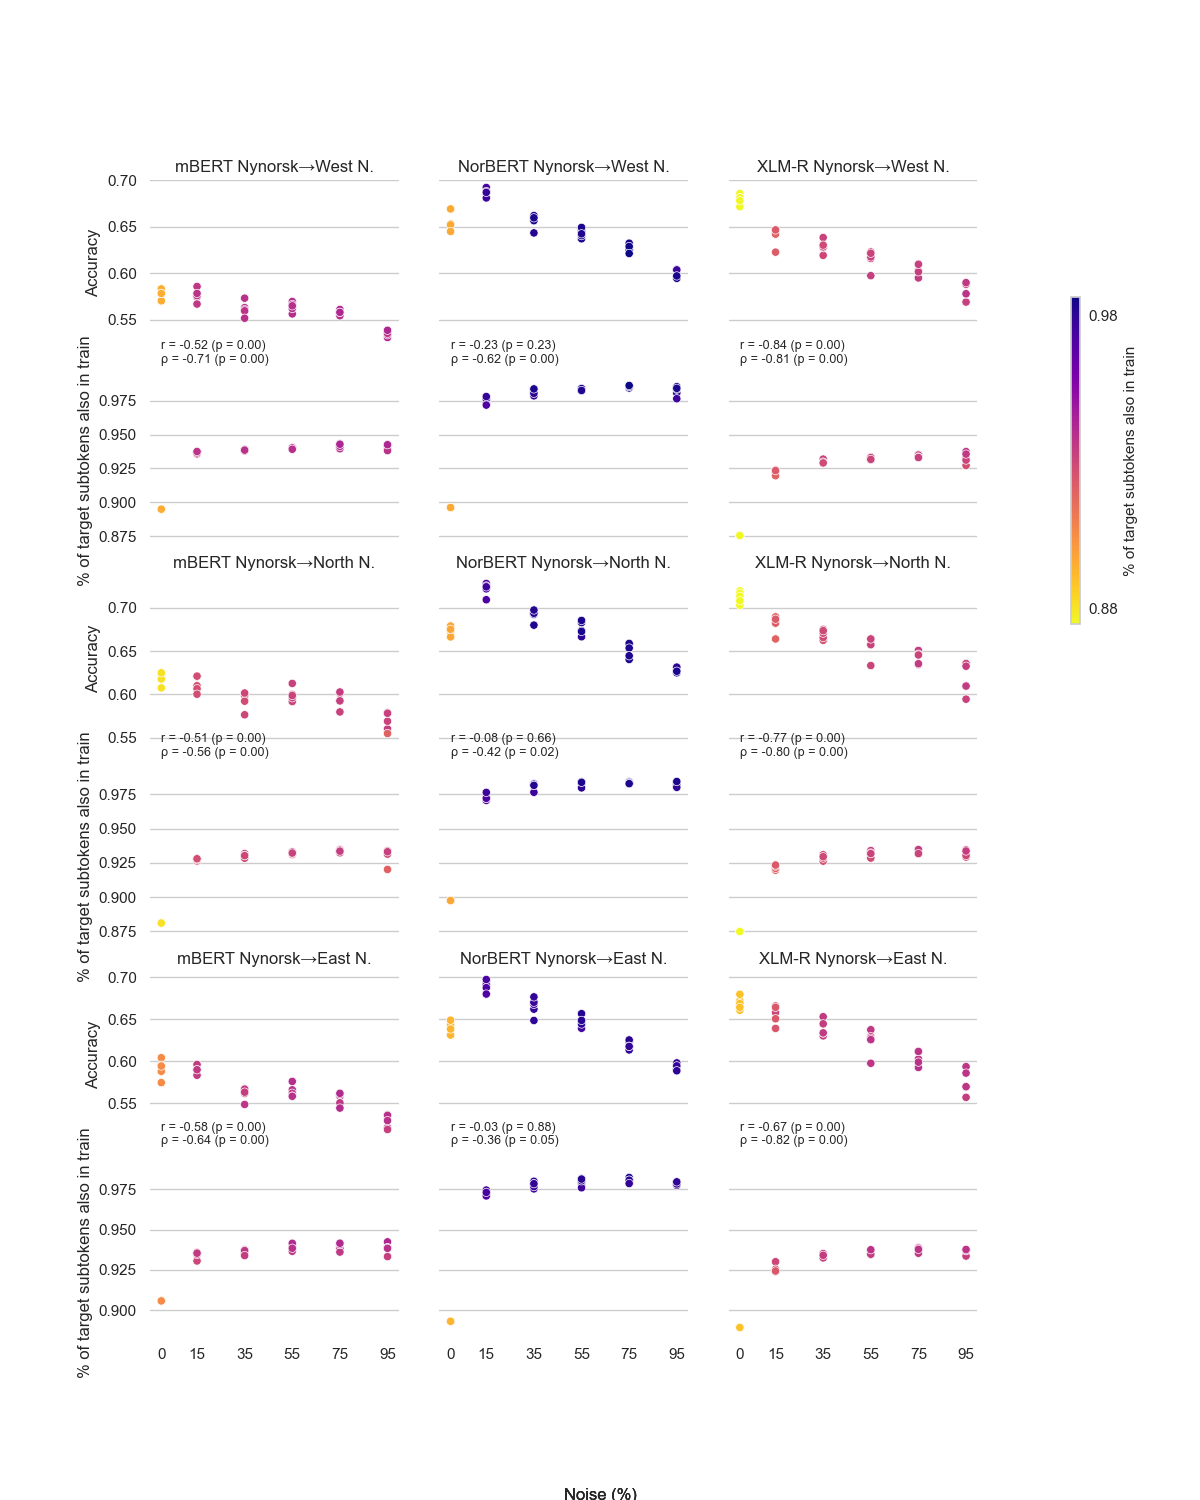 mBERT Nynorsk→West N.
NorBERT Nynorsk→West N.
XLM-R Nynorsk→West N.
0.70
0.65
0.60
0.55
Accuracy
r = -0.52 (p = 0.00)
ρ = -0.71 (p = 0.00)
r = -0.23 (p = 0.23)
ρ = -0.62 (p = 0.00)
r = -0.84 (p = 0.00)
ρ = -0.81 (p = 0.00)
0.975
0.950
0.925
0.900
0.875
% of target subtokens also in train
mBERT Nynorsk→North N.
NorBERT Nynorsk→North N.
XLM-R Nynorsk→North N.
0.70
0.65
0.60
0.55
Accuracy
r = -0.51 (p = 0.00)
ρ = -0.56 (p = 0.00)
r = -0.08 (p = 0.66)
ρ = -0.42 (p = 0.02)
r = -0.77 (p = 0.00)
ρ = -0.80 (p = 0.00)
0.975
0.950
0.925
0.900
0.875
% of target subtokens also in train
mBERT Nynorsk→East N.
NorBERT Nynorsk→East N.
XLM-R Nynorsk→East N.
0.70
0.65
0.60
0.55
Accuracy
r = -0.58 (p = 0.00)
ρ = -0.64 (p = 0.00)
r = -0.03 (p = 0.88)
ρ = -0.36 (p = 0.05)
r = -0.67 (p = 0.00)
ρ = -0.82 (p = 0.00)
0.975
0.950
0.925
0.900
% of target subtokens also in train
0 15 35 55 75 95
0 15 35 55 75 95
0 15 35 55 75 95
Noise (%)
0.98
0.88
% of target subtokens also in train